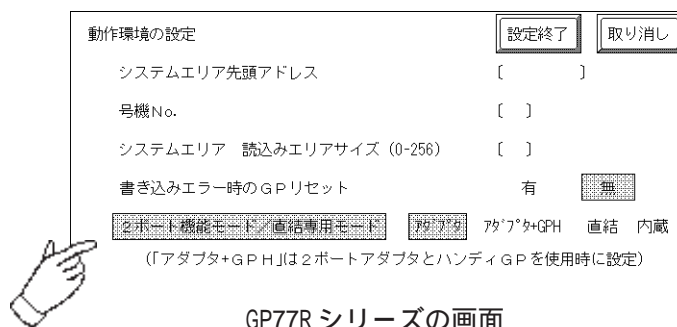 動作環境の設定 設定終了 取り消し
システムエリア先頭アドレス 〔 〕
号機No. 〔 〕
システムエリア 読込みエリアサイズ (0-256) 〔 〕
書き込みエラー時のGPリセット 有 無
2ポート機能モード/直結専用モード ｱﾀﾞﾌﾟﾀ ｱﾀﾞﾌﾟﾀ+GPH 直結 内蔵
(「アダプタ+GPH」は2ポートアダプタとハンディGPを使用時に設定)
GP77Rシリーズの画面